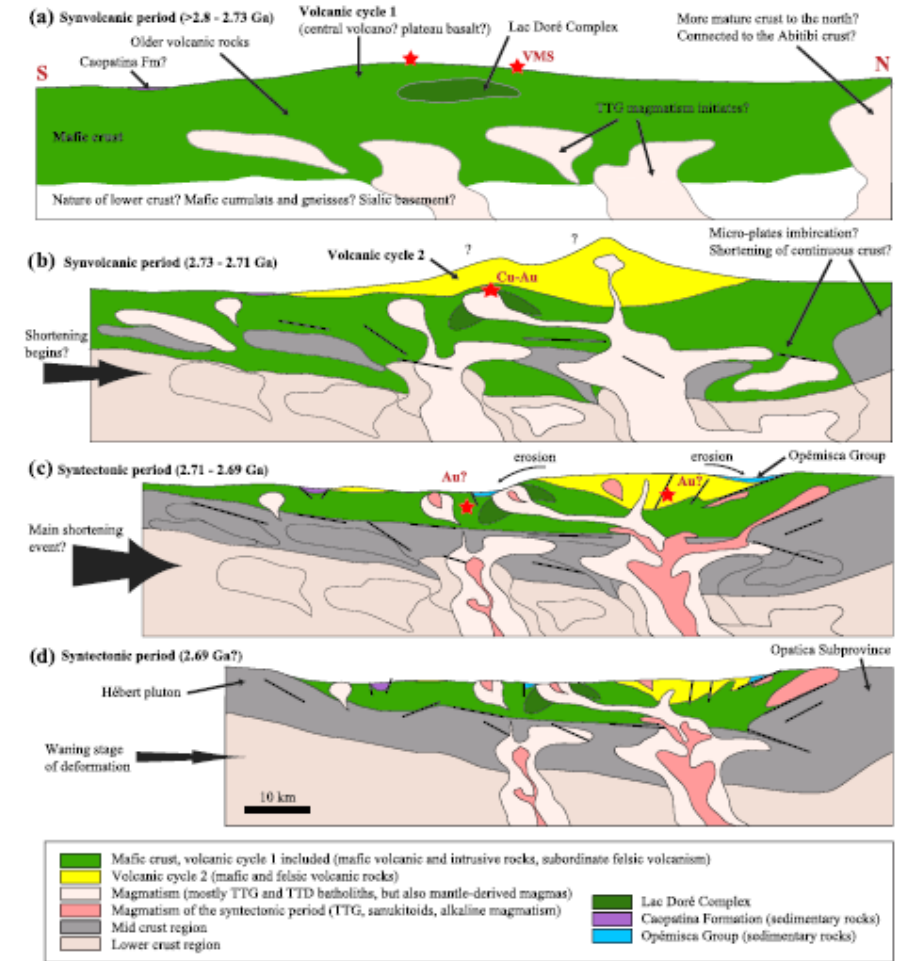 (a) Synvolcanic period (>2.8 - 2.73 Ga)
Volcanic cycle 1
(central volcano? plateau basalt?)
Lac Doré Complex
More mature crust to the north?
Connected to the Abitibi crust?
Older volcanic rocks
Caopatina Fm?
VMS
S
N
TTG magmatism initiates?
Mafic crust
Nature of lower crust? Mafic cumulats and gneisses? Sialic basement?
Micro-plates imbircation?
Shortening of continuous crust?
(b) Synvolcanic period (2.73 - 2.71 Ga)
Volcanic cycle 2
?
?
Cu-Au
Shortening
begins?
(c) Syntectonic period (2.71 - 2.69 Ga)
erosion
erosion
Opémisca Group
Au?
Au?
Main shortening
event?
(d) Syntectonic period (2.69 Ga?)
Opatica Subprovince
Hébert pluton
Waning stage
of deformation
10 km
Mafic crust, volcanic cycle 1 included (mafic volcanic and intrusive rocks, subordinate felsic volcanism)
Volcanic cycle 2 (mafic and felsic volcanic rocks)
Magmatism (mostly TTG and TTD batholiths, but also mantle-derived magmas)
Magmatism of the syntectonic period (TTG, sanukitoids, alkaline magmatism)
Mid crust region
Lower crust region
Lac Doré Complex
Caopatina Formation (sedimentary rocks)
Opémisca Group (sedimentary rocks)